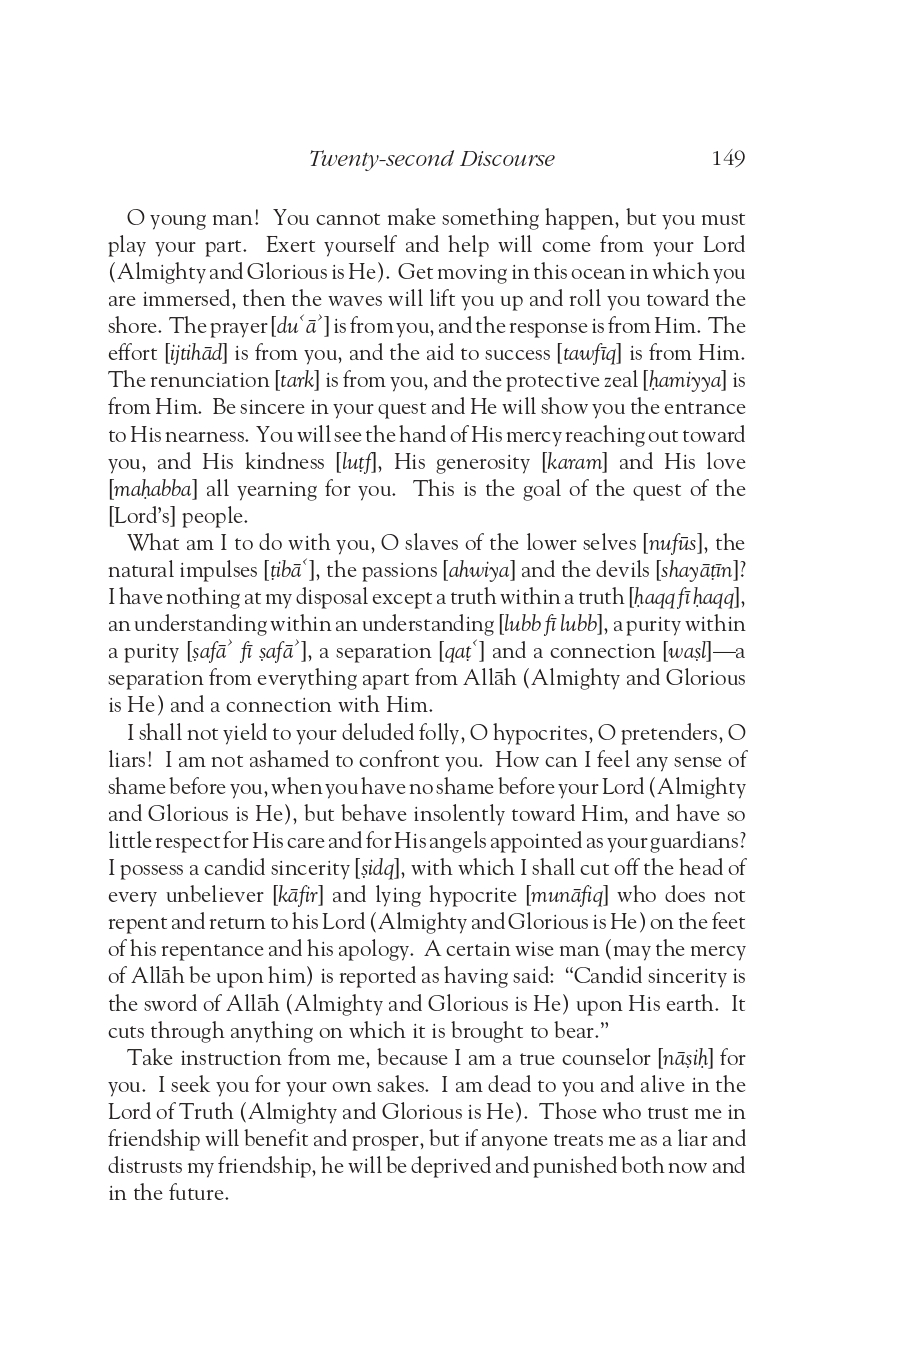 Twenty-second Discourse 149
O young man! You cannot make something happen, but you must
play your part. Exert yourself and help will come from your Lord
(Almighty and Glorious is He). Get moving in this ocean in which you
are immersed, then the waves will lift you up and roll you toward the
shore. The prayer [duʿāʾ] is from you, and the response is from Him. The
effort [ijtihād] is from you, and the aid to success [tawfīq] is from Him.
The renunciation [tark] is from you, and the protective zeal [ḥamiyya] is
from Him. Be sincere in your quest and He will show you the entrance
to His nearness. You will see the hand of His mercy reaching out toward
you, and His kindness [luṭf], His generosity [karam] and His love
[maḥabba] all yearning for you. This is the goal of the quest of the
[Lord’s] people.
What am I to do with you, O slaves of the lower selves [nufūs], the
natural impulses [ṭibāʿ], the passions [ahwiya] and the devils [shayāṭīn]?
I have nothing at my disposal except a truth within a truth [ḥaqq fī ḥaqq],
an understanding within an understanding [lubb fī lubb], a purity within
a purity [ṣafāʾ fī ṣafāʾ], a separation [qaṭʿ] and a connection [waṣl]—a
separation from everything apart from Allāh (Almighty and Glorious
is He) and a connection with Him.
I shall not yield to your deluded folly, O hypocrites, O pretenders, O
liars! I am not ashamed to confront you. How can I feel any sense of
shame before you, when you have no shame before your Lord (Almighty
and Glorious is He), but behave insolently toward Him, and have so
little respect for His care and for His angels appointed as your guardians?
I possess a candid sincerity [ṣidq], with which I shall cut off the head of
every unbeliever [kāfir] and lying hypocrite [munāfiq] who does not
repent and return to his Lord (Almighty and Glorious is He) on the feet
of his repentance and his apology. A certain wise man (may the mercy
of Allāh be upon him) is reported as having said: “Candid sincerity is
the sword of Allāh (Almighty and Glorious is He) upon His earth. It
cuts through anything on which it is brought to bear.”
Take instruction from me, because I am a true counselor [nāṣiḥ] for
you. I seek you for your own sakes. I am dead to you and alive in the
Lord of Truth (Almighty and Glorious is He). Those who trust me in
friendship will benefit and prosper, but if anyone treats me as a liar and
distrusts my friendship, he will be deprived and punished both now and
in the future.